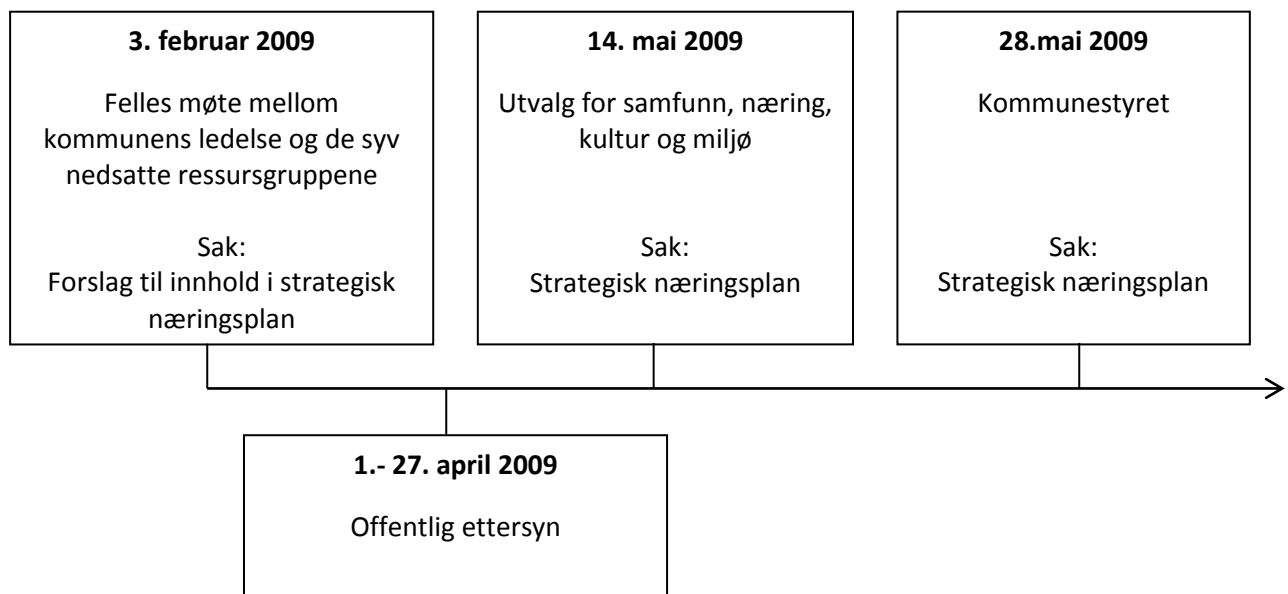 3. februar 2009
Felles møte mellom
kommunens ledelse og de syv
nedsatte ressursgruppene
Sak:
Forslag til innhold i strategisk
næringsplan
14. mai 2009
Utvalg for samfunn, næring,
kultur og miljø
Sak:
Strategisk næringsplan
28.mai 2009
Kommunestyret
Sak:
Strategisk næringsplan
1.- 27. april 2009
Offentlig ettersyn